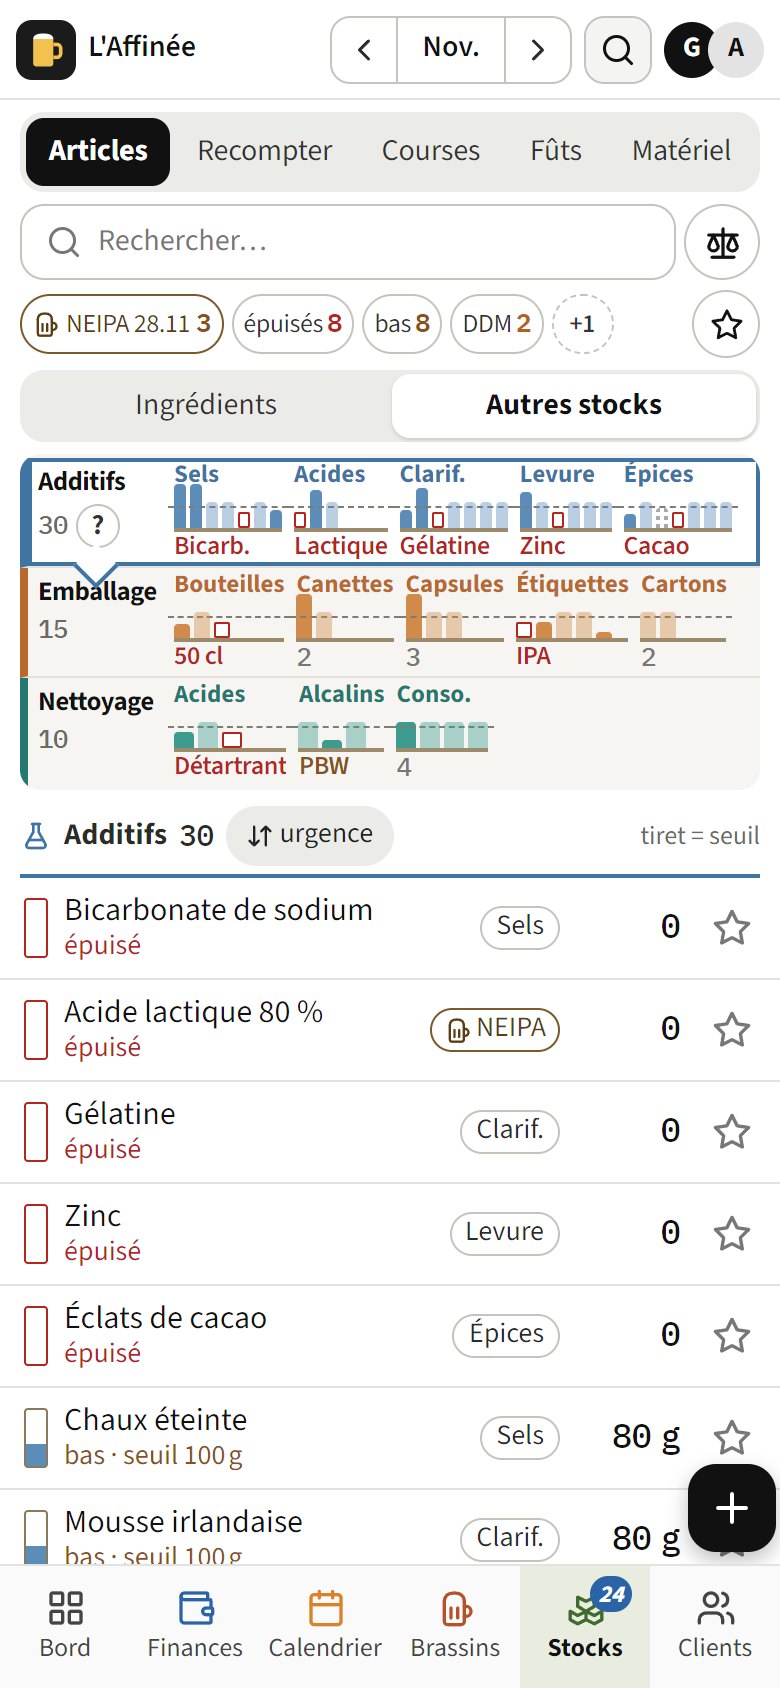 L'Affinée
Nov.
G
A
Articles
Recompter
Courses
Fûts
Matériel
Rechercher...
NEIPA 28.11 3
épuisés 8
bas 8
DDM 2
+1
Ingrédients
Autres stocks
Additifs
30 ?
Sels
Bicarb.
Acides
Lactique
Clarif.
Gélatine
Levure
Zinc
Épices
Cacao
Emballage
15
Bouteilles
50 cl
Canettes
2
Capsules
3
Étiquettes
IPA
Cartons
2
Nettoyage
10
Acides
Détartrant
Alcalins
PBW
Conso.
4
Additifs 30
urgence
tiret = seuil
Bicarbonate de sodium
épuisé
Sels
0
Acide lactique 80 %
épuisé
NEIPA
0
Gélatine
épuisé
Clarif.
0
Zinc
épuisé
Levure
0
Éclats de cacao
épuisé
Épices
0
Chaux éteinte
bas · seuil 100 g
Sels
80 g
Mousse irlandaise
bas · seuil 100 g
Clarif.
80 g
Bord
Finances
Calendrier
Brassins
24
Stocks
Clients